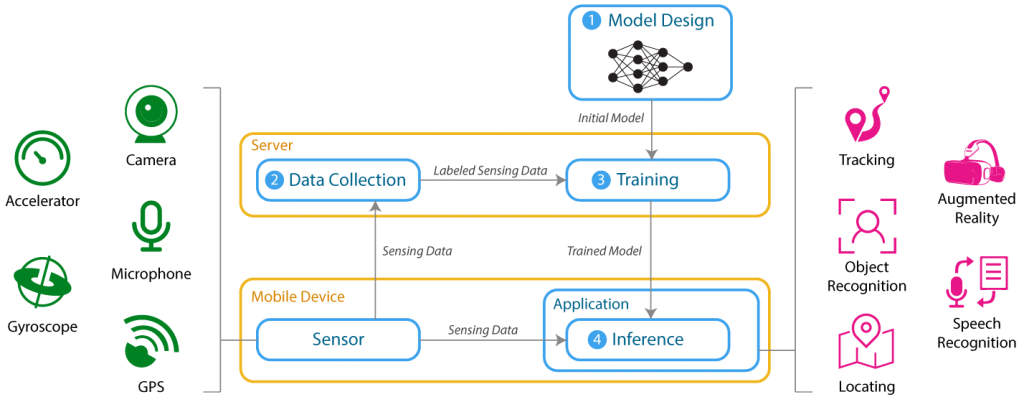 1 Model Design
Initial Model
Server
2 Data Collection
Labeled Sensing Data
3 Training
Sensing Data
Trained Model
Mobile Device
Sensor
Sensing Data
Application
4 Inference
Accelerator
Gyroscope
Camera
Microphone
GPS
Tracking
Object
Recognition
Locating
Augmented
Reality
Speech
Recognition